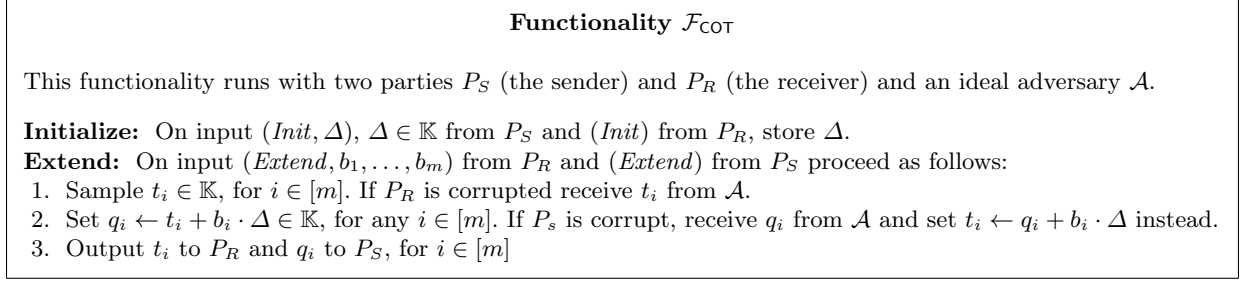 Functionality $\mathcal{F}_{\mathsf{COT}}$
This functionality runs with two parties $P_S$ (the sender) and $P_R$ (the receiver) and an ideal adversary $\mathcal{A}$.
Initialize: On input $(Init, \Delta)$, $\Delta \in \mathbb{K}$ from $P_S$ and $(Init)$ from $P_R$, store $\Delta$.
Extend: On input $(Extend, b_1, \ldots, b_m)$ from $P_R$ and $(Extend)$ from $P_S$ proceed as follows:
1. Sample $t_i \in \mathbb{K}$, for $i \in [m]$. If $P_R$ is corrupted receive $t_i$ from $\mathcal{A}$.
2. Set $q_i \leftarrow t_i + b_i \cdot \Delta \in \mathbb{K}$, for any $i \in [m]$. If $P_s$ is corrupt, receive $q_i$ from $\mathcal{A}$ and set $t_i \leftarrow q_i + b_i \cdot \Delta$ instead.
3. Output $t_i$ to $P_R$ and $q_i$ to $P_S$, for $i \in [m]$